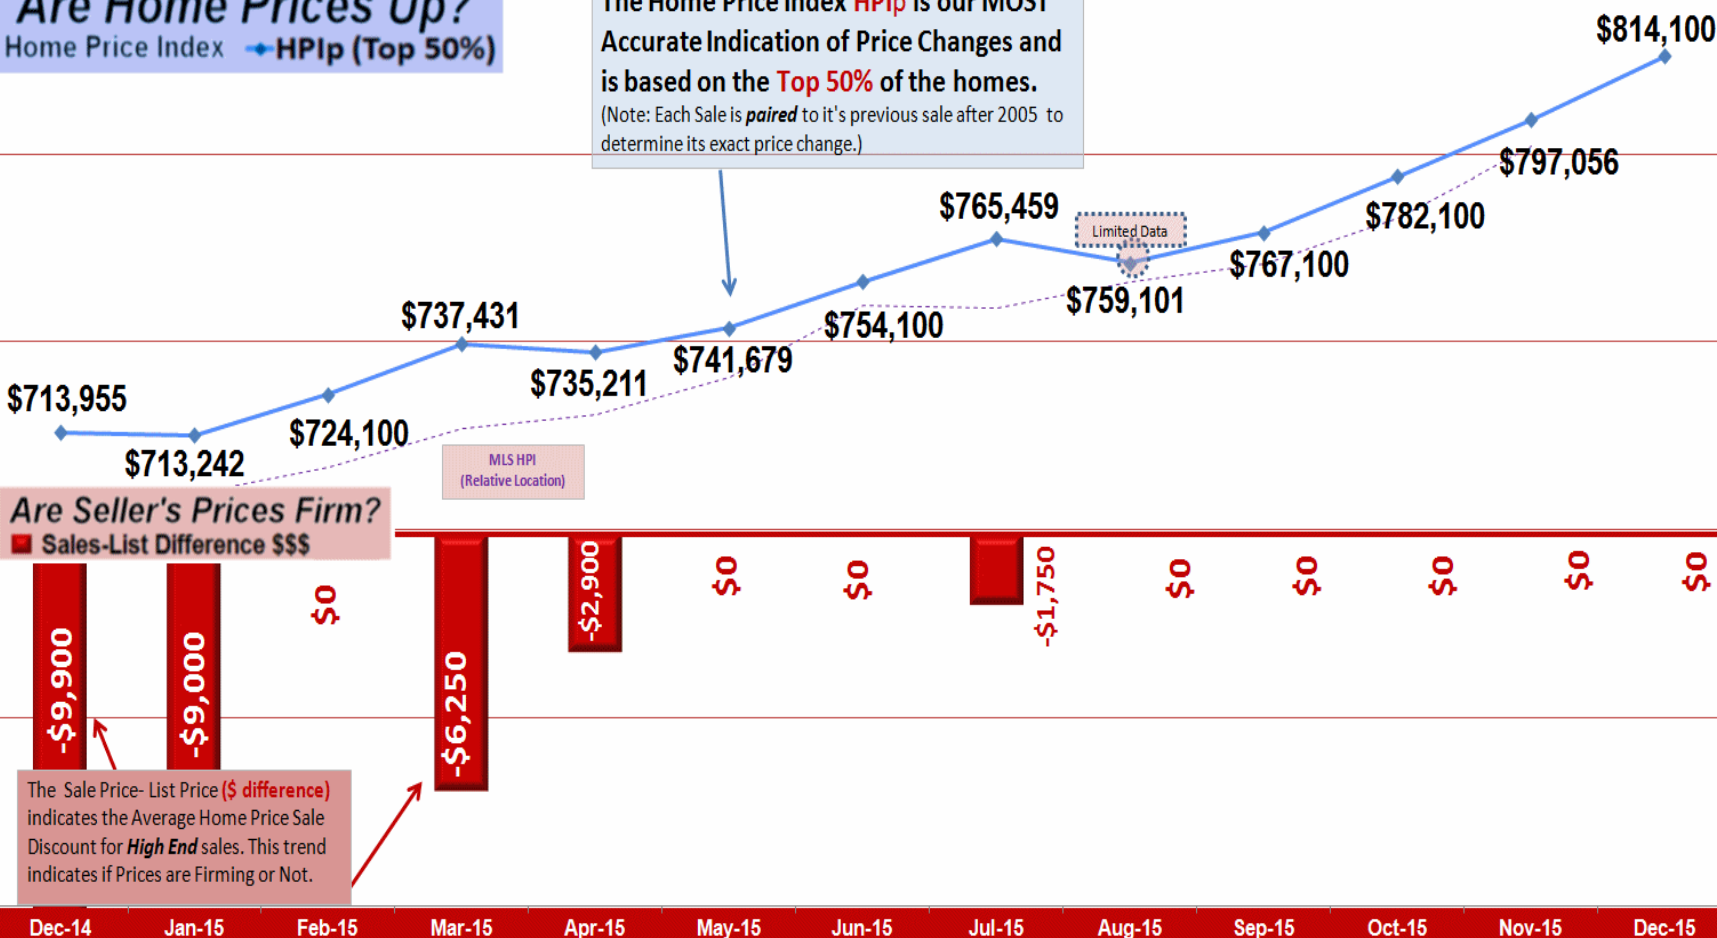 Are Home Prices Up?
Home Price Index HPIp (Top 50%)
The Home Price Index HPIp is our MOST
Accurate Indication of Price Changes and
is based on the Top 50% of the homes.
(Note: Each Sale is paired to it's previous sale after 2005 to
determine its exact price change.)
$814,100
$797,056
$782,100
$765,459
Limited Data
$767,100
$759,101
$754,100
$737,431
$741,679
$735,211
$713,955
$724,100
$713,242
MLS HPI
(Relative Location)
Are Seller's Prices Firm?
Sales-List Difference $$$
-$9,900
-$9,000
$0
-$6,250
-$2,900
$0
$0
-$1,750
$0
$0
$0
$0
$0
The Sale Price- List Price ($ difference)
indicates the Average Home Price Sale
Discount for High End sales. This trend
indicates if Prices are Firming or Not.
Dec-14 Jan-15 Feb-15 Mar-15 Apr-15 May-15 Jun-15 Jul-15 Aug-15 Sep-15 Oct-15 Nov-15 Dec-15